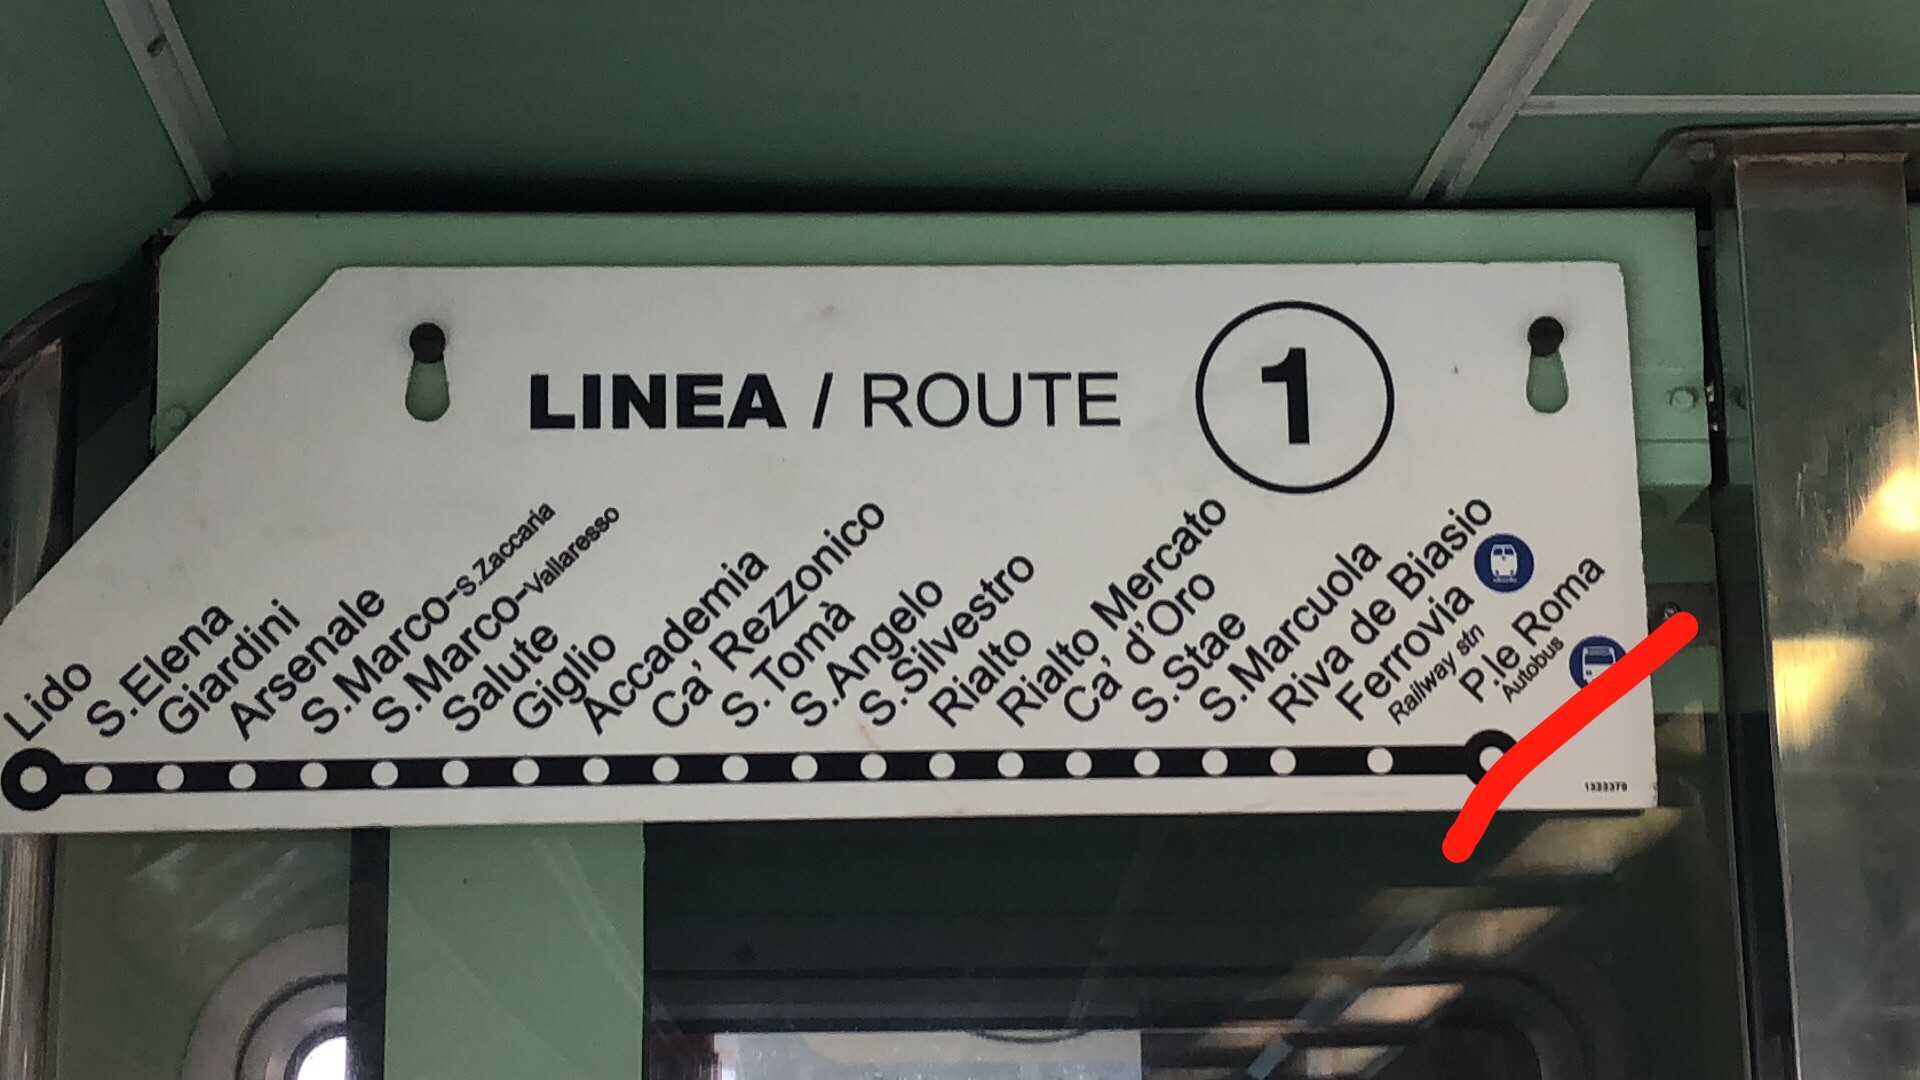 LINEA / ROUTE 1
Lido
S.Elena
Giardini
Arsenale
S.Marco-S.Zaccaria
S.Marco-Vallaresso
Salute
Giglio
Accademia
Ca' Rezzonico
S. Tomà
S.Angelo
S.Silvestro
Rialto
Rialto Mercato
Ca' d'Oro
S.Stae
S.Marcuola
Riva de Biasio
Ferrovia
Railway stn
P.le Roma
Autobus